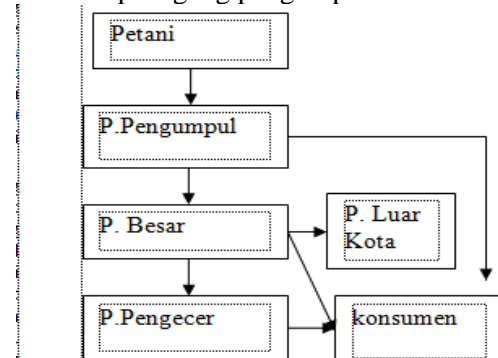 Petani
P.Pengumpul
P. Besar
P. Luar
Kota
P.Pengecer
konsumen